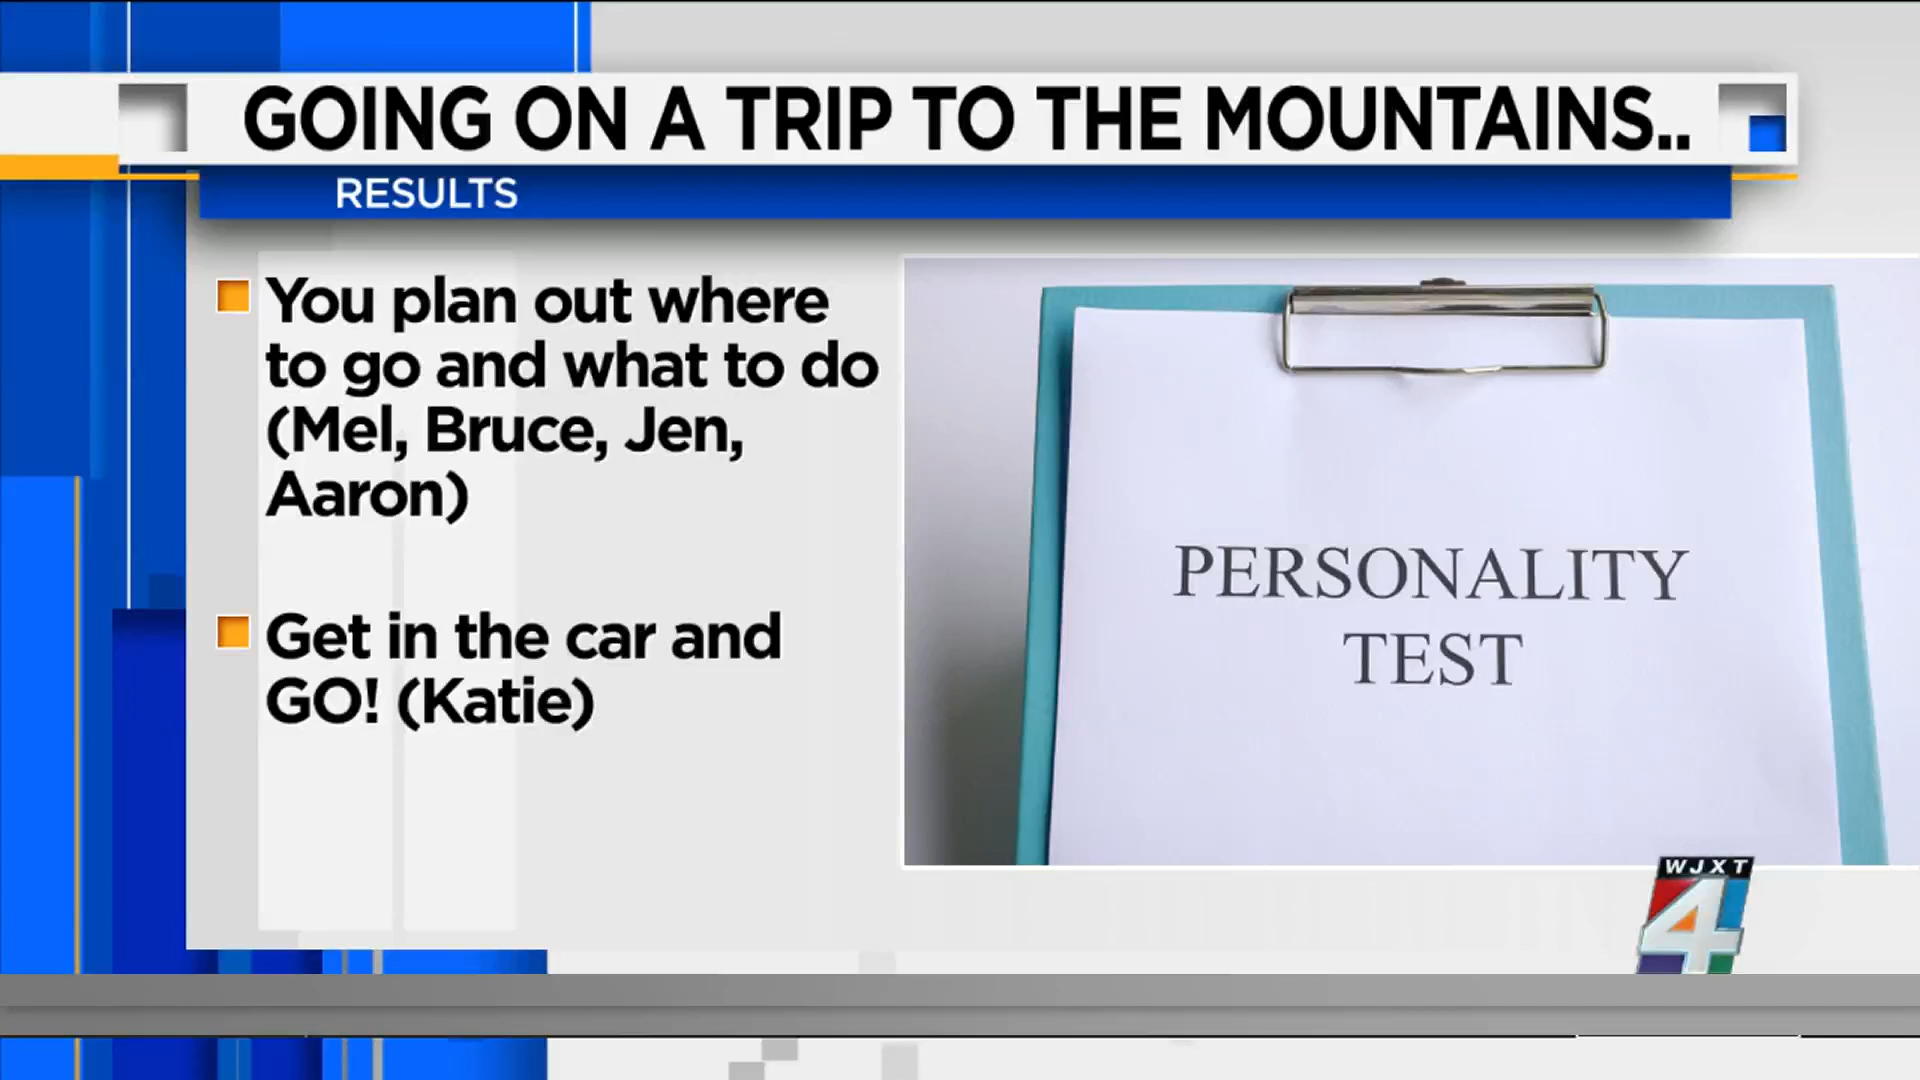 GOING ON A TRIP TO THE MOUNTAINS..
RESULTS
You plan out where
to go and what to do
(Mel, Bruce, Jen,
Aaron)
Get in the car and
GO! (Katie)
PERSONALITY
TEST
WJXT
4